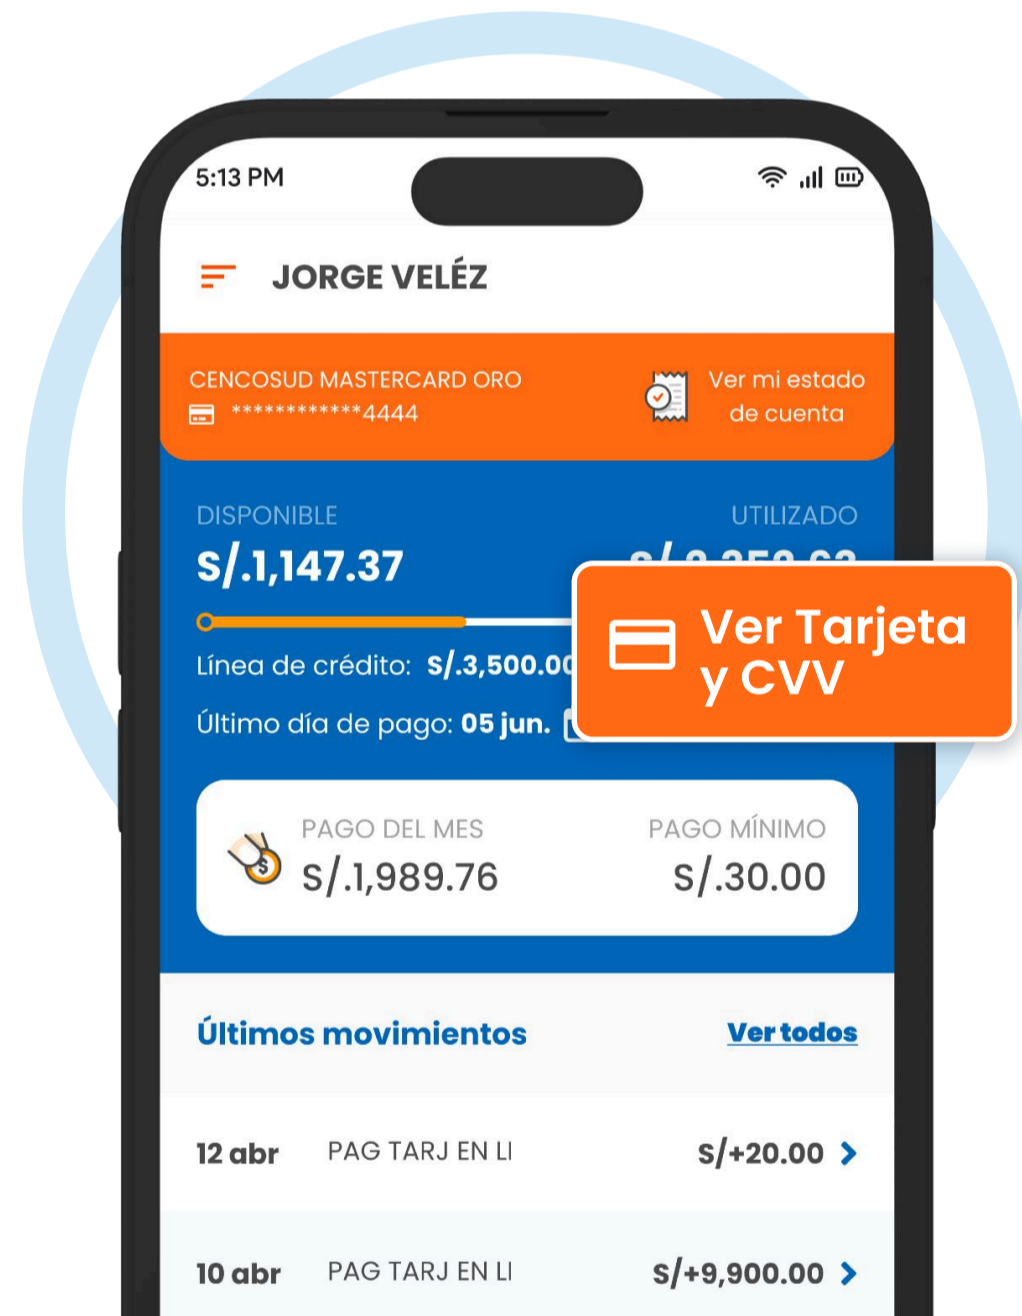 5:13 PM
JORGE VELÉZ
CENCOSUD MASTERCARD ORO
************4444
Ver mi estado
de cuenta
DISPONIBLE
UTILIZADO
S/.1,147.37
Línea de crédito: S/.3,500.00
Último día de pago: 05 jun.
Ver Tarjeta
y CVV
PAGO DEL MES
S/.1,989.76
PAGO MÍNIMO
S/.30.00
Últimos movimientos
Ver todos
12 abr PAG TARJ EN LI S/+20.00
10 abr PAG TARJ EN LI S/+9,900.00